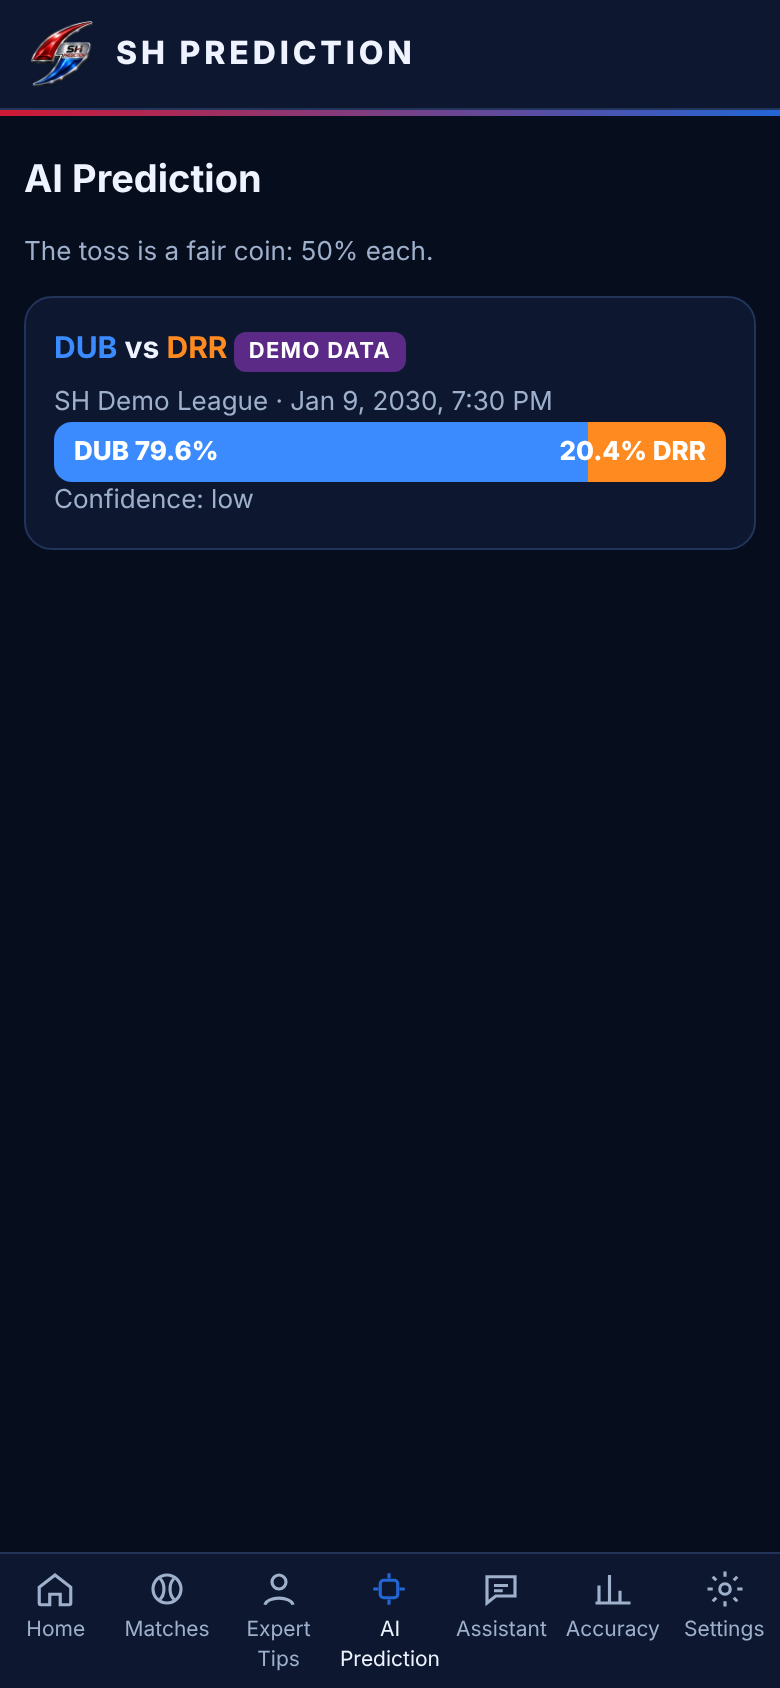 SH
SH PREDICTION
AI Prediction
The toss is a fair coin: 50% each.
DUB vs DRR DEMO DATA
SH Demo League · Jan 9, 2030, 7:30 PM
DUB 79.6% 20.4% DRR
Confidence: low
Home Matches Expert Tips AI Prediction Assistant Accuracy Settings